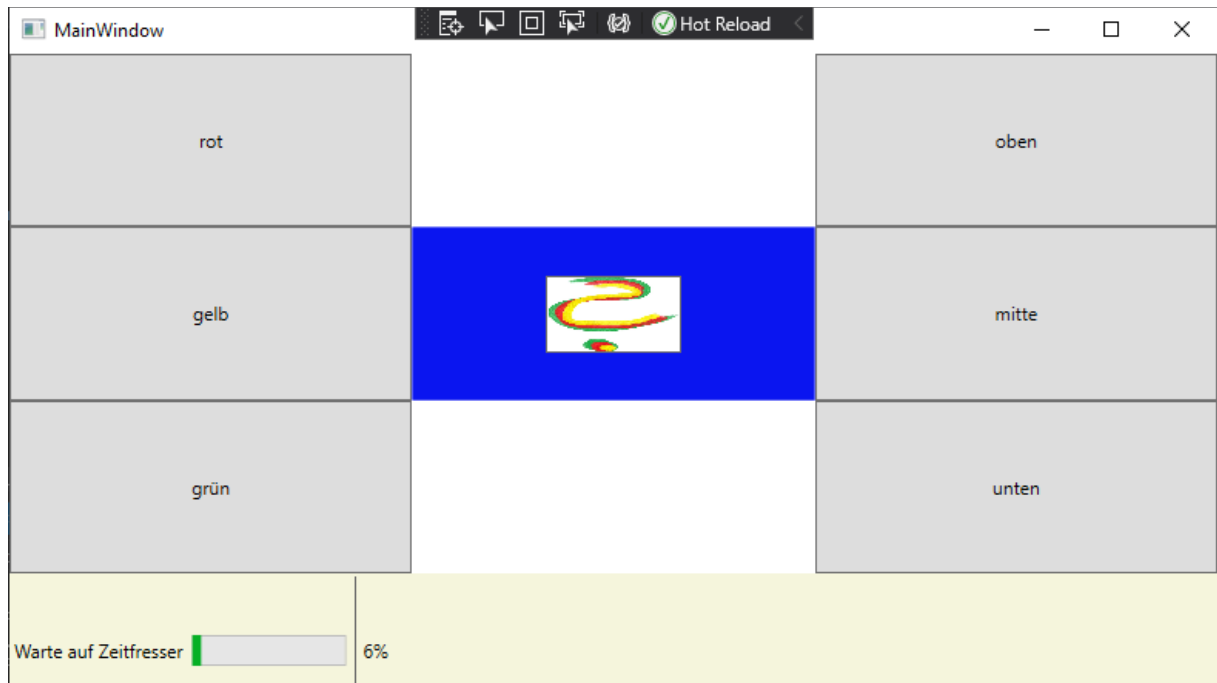 MainWindow
Hot Reload
rot
oben
gelb
mitte
grün
unten
Warte auf Zeitfresser
6%